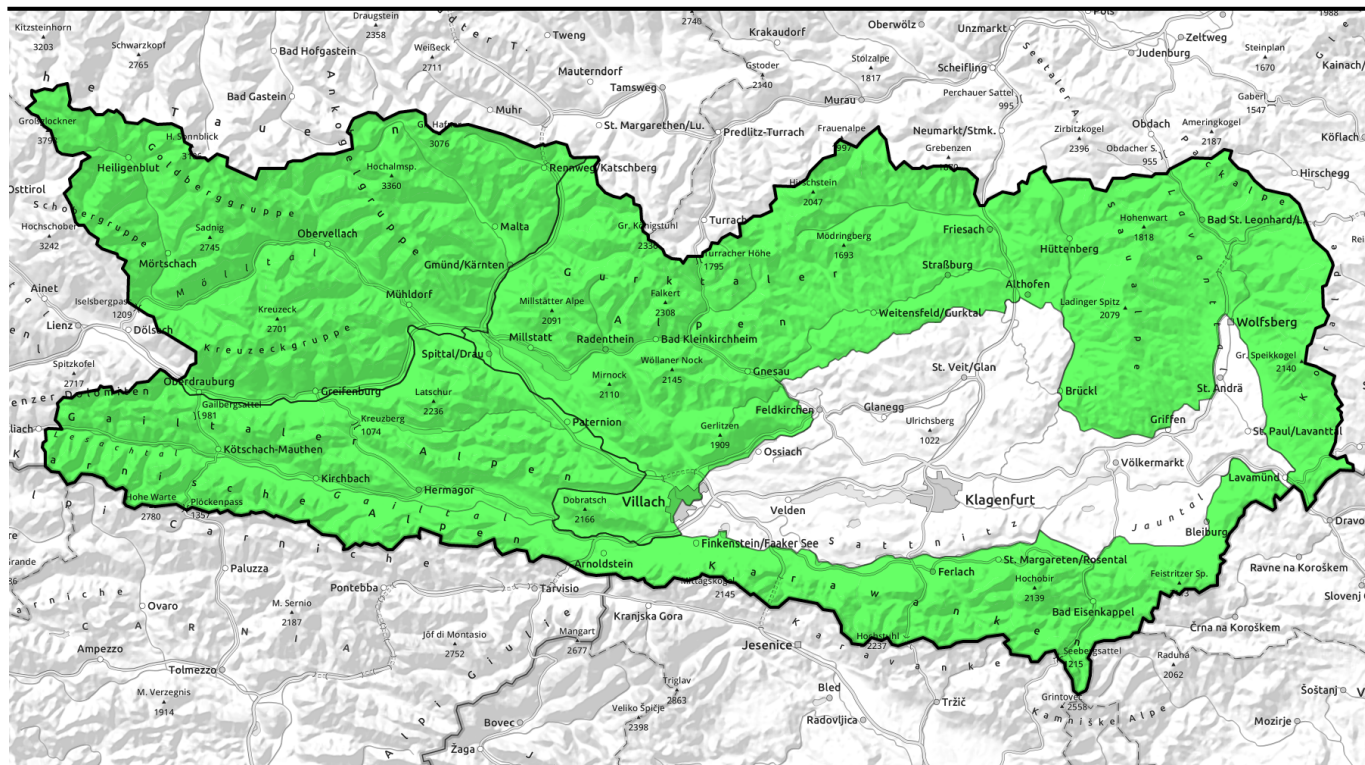 Kitzsteinhorn
3203
Schwarzkopf
2765
Bad Hofgastein
Draugstein
2358
Weißeck
2711
Tweng
2740
Krakaudorf
Oberwölz
Unzmarkt
Pöls
Zeltweg
Judenburg
Steinplan
1670
1988
Kainach/
Mauterndorf
Tamsweg
Gstoder
2140
Stolzalpe
1817
Scheifling
Seetaler A.
Perchauer Sattel
995
Gaberl
1547
Bad Gastein
Muhr
St. Margarethen/Lu.
Murau
Predlitz-Turrach
Frauenalpe
1997
Neumarkt/Stmk.
Grebenzen
Zirbitzkogel
2396
Obdach
Obdacher S.
955
Ameringkogel
2187
Köflach
Hirschegg
Großglockner
H. Sonnblick
Heiligenblut
Goldberggruppe
Ankogelgruppe
Hochalmsp.
3360
3076
Rennweg/Katschberg
Osttirol
Schobergruppe
Hochschober
3242
Sadnig
2745
Mörtschach
Obervellach
Mölltal
Malta
Gmünd/Kärnten
Gr. Königstuhl
2336
Turrach
Turracher Höhe
1795
Hirschstein
2047
Mödringberg
1693
Friesach
Straßburg
Hüttenberg
Hohenwart
1818
Packalpe
Bad St. Leonhard/L.
Saualpe
Lavanttal
Ainet
Iselsbergpass
1209
Lienz
Dölsach
Spitzkofel
2717
Kreuzeck
2701
Kreuzeckgruppe
Mühldorf
Gurktaler Alpen
Millstätter Alpe
2091
Falkert
2308
Althofen
Ladinger Spitz
2079
Weitensfeld/Gurktal
Wolfsberg
Gr. Speikkogel
2140
Koralpe
Millstatt
Radenthein
Bad Kleinkirchheim
Wöllaner Nock
2145
Mirnock
2110
Gnesau
St. Veit/Glan
St. Andrä
Spittal/Drau
Oberdrauburg
Gailbergsattel
981
Greifenburg
Latschur
2236
Kreuzberg
1074
Feldkirchen
Glanegg
Ulrichsberg
1022
Brückl
Griffen
St. Paul/Lavanttal
Gailtaler Alpen
Lesachtal
Kötschach-Mauthen
Paternion
Gerlitzen
1909
Ossiach
Völkermarkt
Kirchbach
Hermagor
Gailtal
Hohe Warte
2780
Plöckenpass
1357
Karnische Alpen
Dobratsch
2166
Villach
Velden
Klagenfurt
Sattnitz
Jauntal
Lavamünd
Bleiburg
Dravograd
Arnoldstein
Finkenstein/Faaker See
Ferlach
St. Margareten/Rosental
Hochobir
2139
Feistritzer Sp.
Ravne na Koroškem
Paluzza
Pontebba
Tarvisio
Mittagskogel
2145
Karawanken
Bad Eisenkappel
Ovaro
M. Sernio
2187
Kranjska Gora
Jesenice
Hochstuhl
2237
Seebergsattel
1215
Črna na Koroškem
Raduha
2062
Ampezzo
Tolmezzo
Jôf di Montasio
2752
Mangart
2677
Triglav
2863
Bled
Karavanke
Grintovec
2558
Kamniške Alpe
Šoštanj
M. Verzegnis
1914
Bovec
Veliko Špičje
2398
Radovljica
Tržič
Mozirje
Žaga
Alpi Giulie